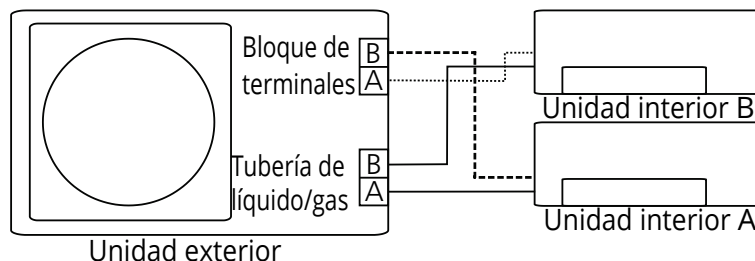 Bloque de
terminales
B
A
Tubería de
líquido/gas
B
A
Unidad exterior
Unidad interior B
Unidad interior A